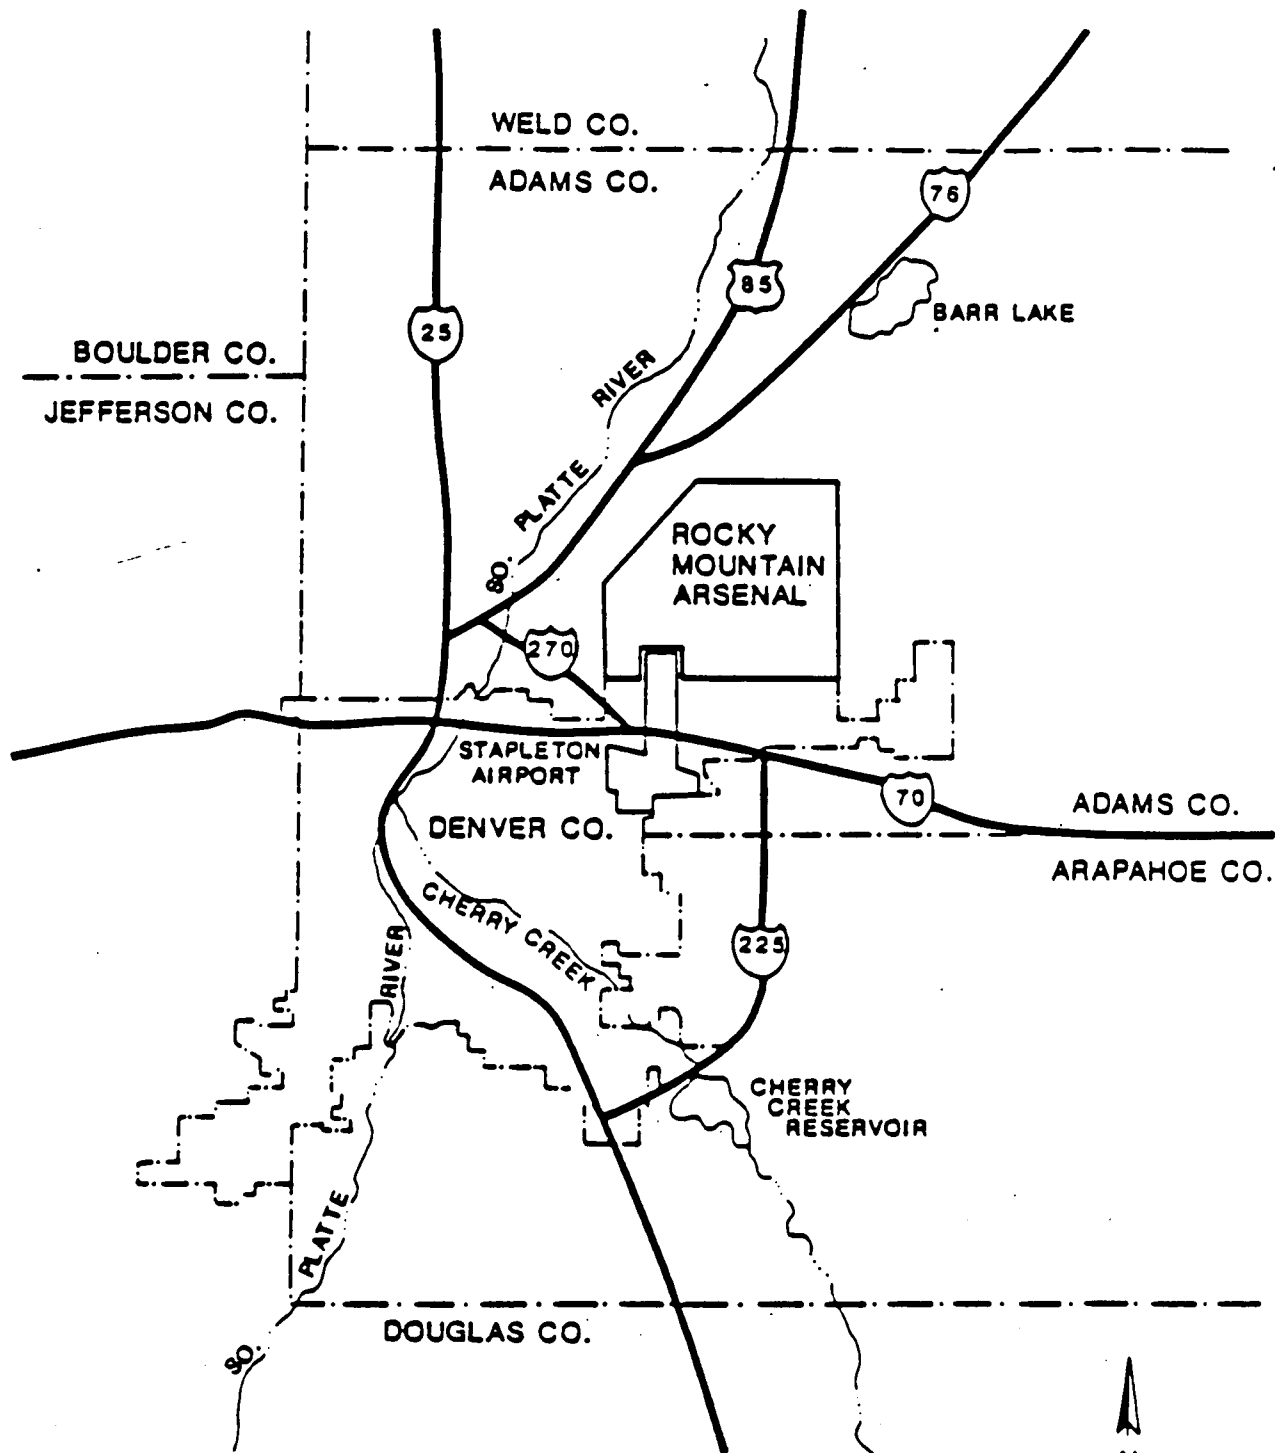 WELD CO.
ADAMS CO.
76
85
BARR LAKE
25
BOULDER CO.
JEFFERSON CO.
RIVER
PLATTE
SO.
ROCKY
MOUNTAIN
ARSENAL
270
STAPLETON
AIRPORT
70
ADAMS CO.
DENVER CO.
ARAPAHOE CO.
CHERRY CREEK
225
RIVER
CHERRY
CREEK
RESERVOIR
PLATTE
SO.
DOUGLAS CO.